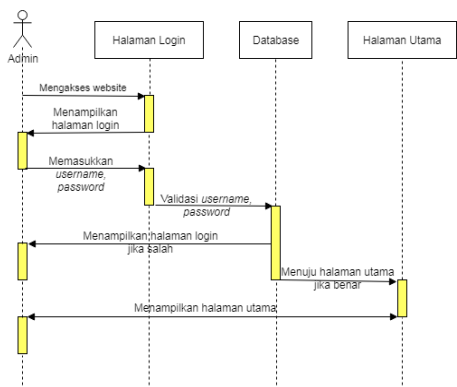 Admin
Halaman Login
Database
Halaman Utama
Mengakses website
Menampilkan
halaman login
Memasukkan
username,
password
Validasi username,
password
Menampilkan halaman login
jika salah
Menuju halaman utama
jika benar
Menampilkan halaman utama